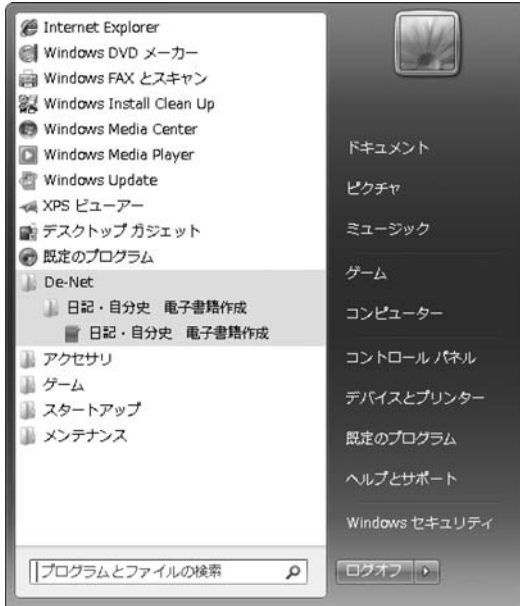 Internet Explorer
Windows DVD メーカー
Windows FAX とスキャン
Windows Install Clean Up
Windows Media Center
Windows Media Player
Windows Update
XPS ビューアー
デスクトップ ガジェット
既定のプログラム
De-Net
日記・自分史 電子書籍作成
日記・自分史 電子書籍作成
アクセサリ
ゲーム
スタートアップ
メンテナンス
プログラムとファイルの検索
ドキュメント
ピクチャ
ミュージック
ゲーム
コンピューター
コントロール パネル
デバイスとプリンター
既定のプログラム
ヘルプとサポート
Windows セキュリティ
ログオフ